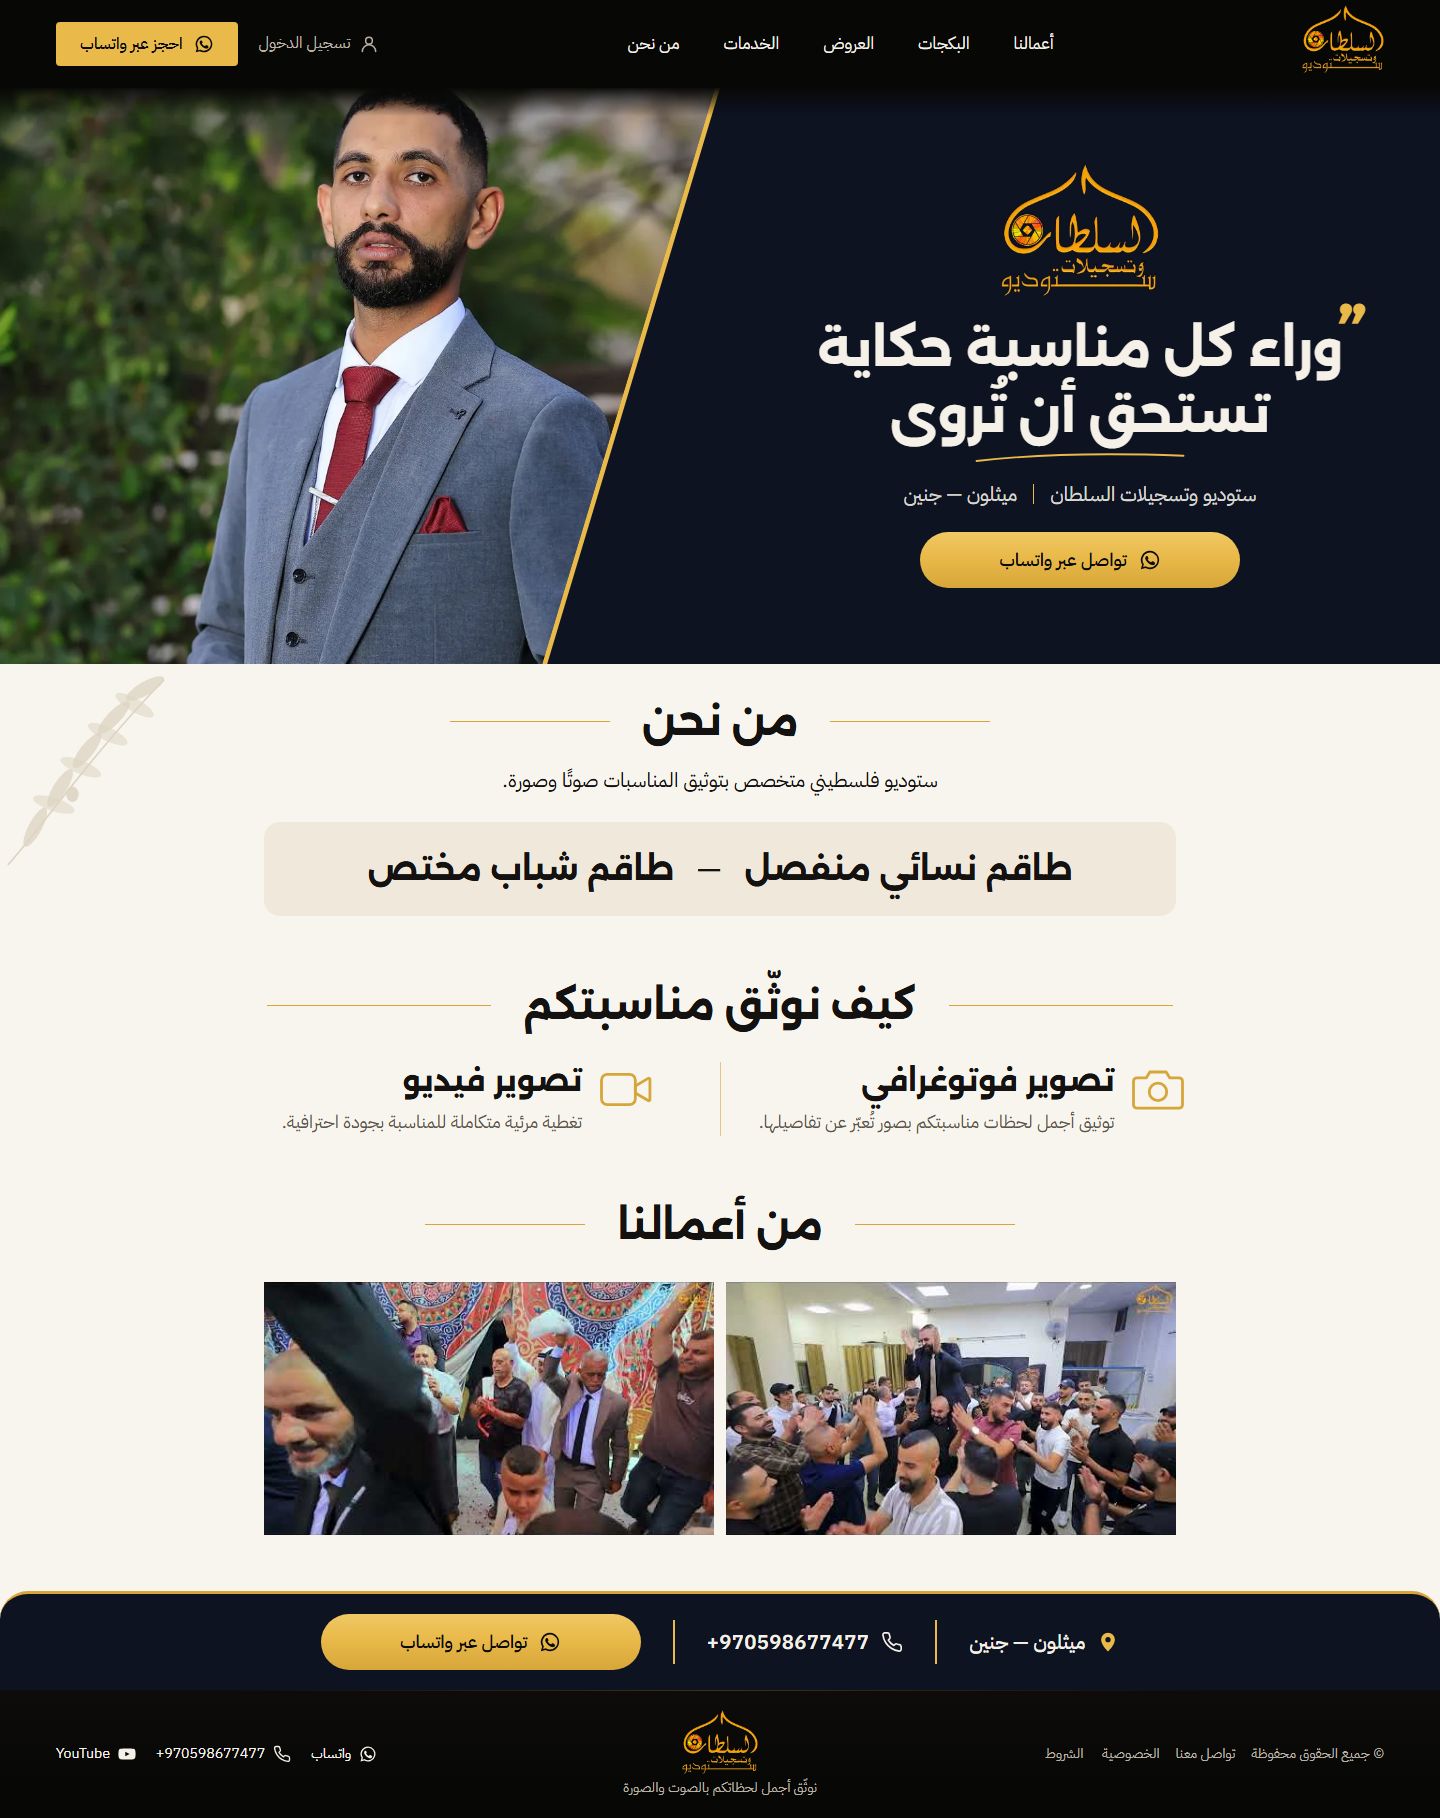 السلطان
وتسجيلات
ستوديو
أعمالنا
البكجات
العروض
الخدمات
من نحن
تسجيل الدخول
احجز عبر واتساب
السلطان
وتسجيلات
ستوديو
”وراء كل مناسبة حكاية
تستحق أن تُروى
ستوديو وتسجيلات السلطان | ميثلون — جنين
تواصل عبر واتساب
من نحن
ستوديو فلسطيني متخصص بتوثيق المناسبات صوتًا وصورة.
طاقم نسائي منفصل — طاقم شباب مختص
كيف نوثّق مناسبتكم
تصوير فوتوغرافي
توثيق أجمل لحظات مناسبتكم بصور تُعبّر عن تفاصيلها.
تصوير فيديو
تغطية مرئية متكاملة للمناسبة بجودة احترافية.
من أعمالنا
ميثلون — جنين
+970598677477
تواصل عبر واتساب
© جميع الحقوق محفوظة
تواصل معنا
الخصوصية
الشروط
السلطان
وتسجيلات
ستوديو
نوثّق أجمل لحظاتكم بالصوت والصورة
واتساب
+970598677477
YouTube